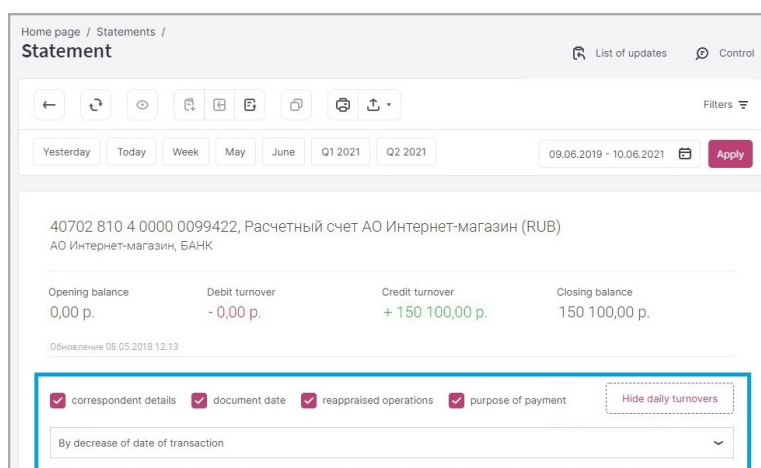 Home page / Statements /
Statement
List of updates Control
Filters
Yesterday Today Week May June Q1 2021 Q2 2021 09.06.2019 - 10.06.2021 Apply
40702 810 4 0000 0099422, Расчетный счет АО Интернет-магазин (RUB)
АО Интернет-магазин, БАНК
Opening balance Debit turnover Credit turnover Closing balance
0,00 р. - 0,00 р. + 150 100,00 р. 150 100,00 р.
Обновление 08.05.2018 12:13
correspondent details document date reappraised operations purpose of payment Hide daily turnovers
By decrease of date of transaction